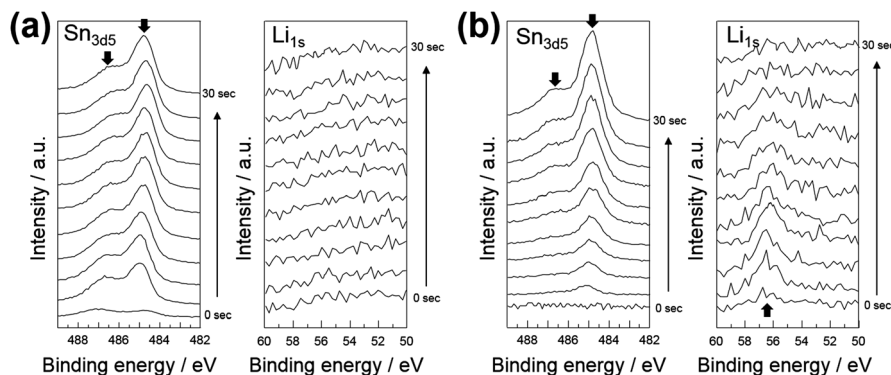 (a)
Sn3d5
Li1s
30 sec
0 sec
Intensity / a.u.
488 486 484 482
Binding energy / eV
30 sec
0 sec
Intensity / a.u.
60 58 56 54 52 50
Binding energy / eV
(b)
Sn3d5
Li1s
30 sec
0 sec
Intensity / a.u.
488 486 484 482
Binding energy / eV
30 sec
0 sec
Intensity / a.u.
60 58 56 54 52 50
Binding energy / eV